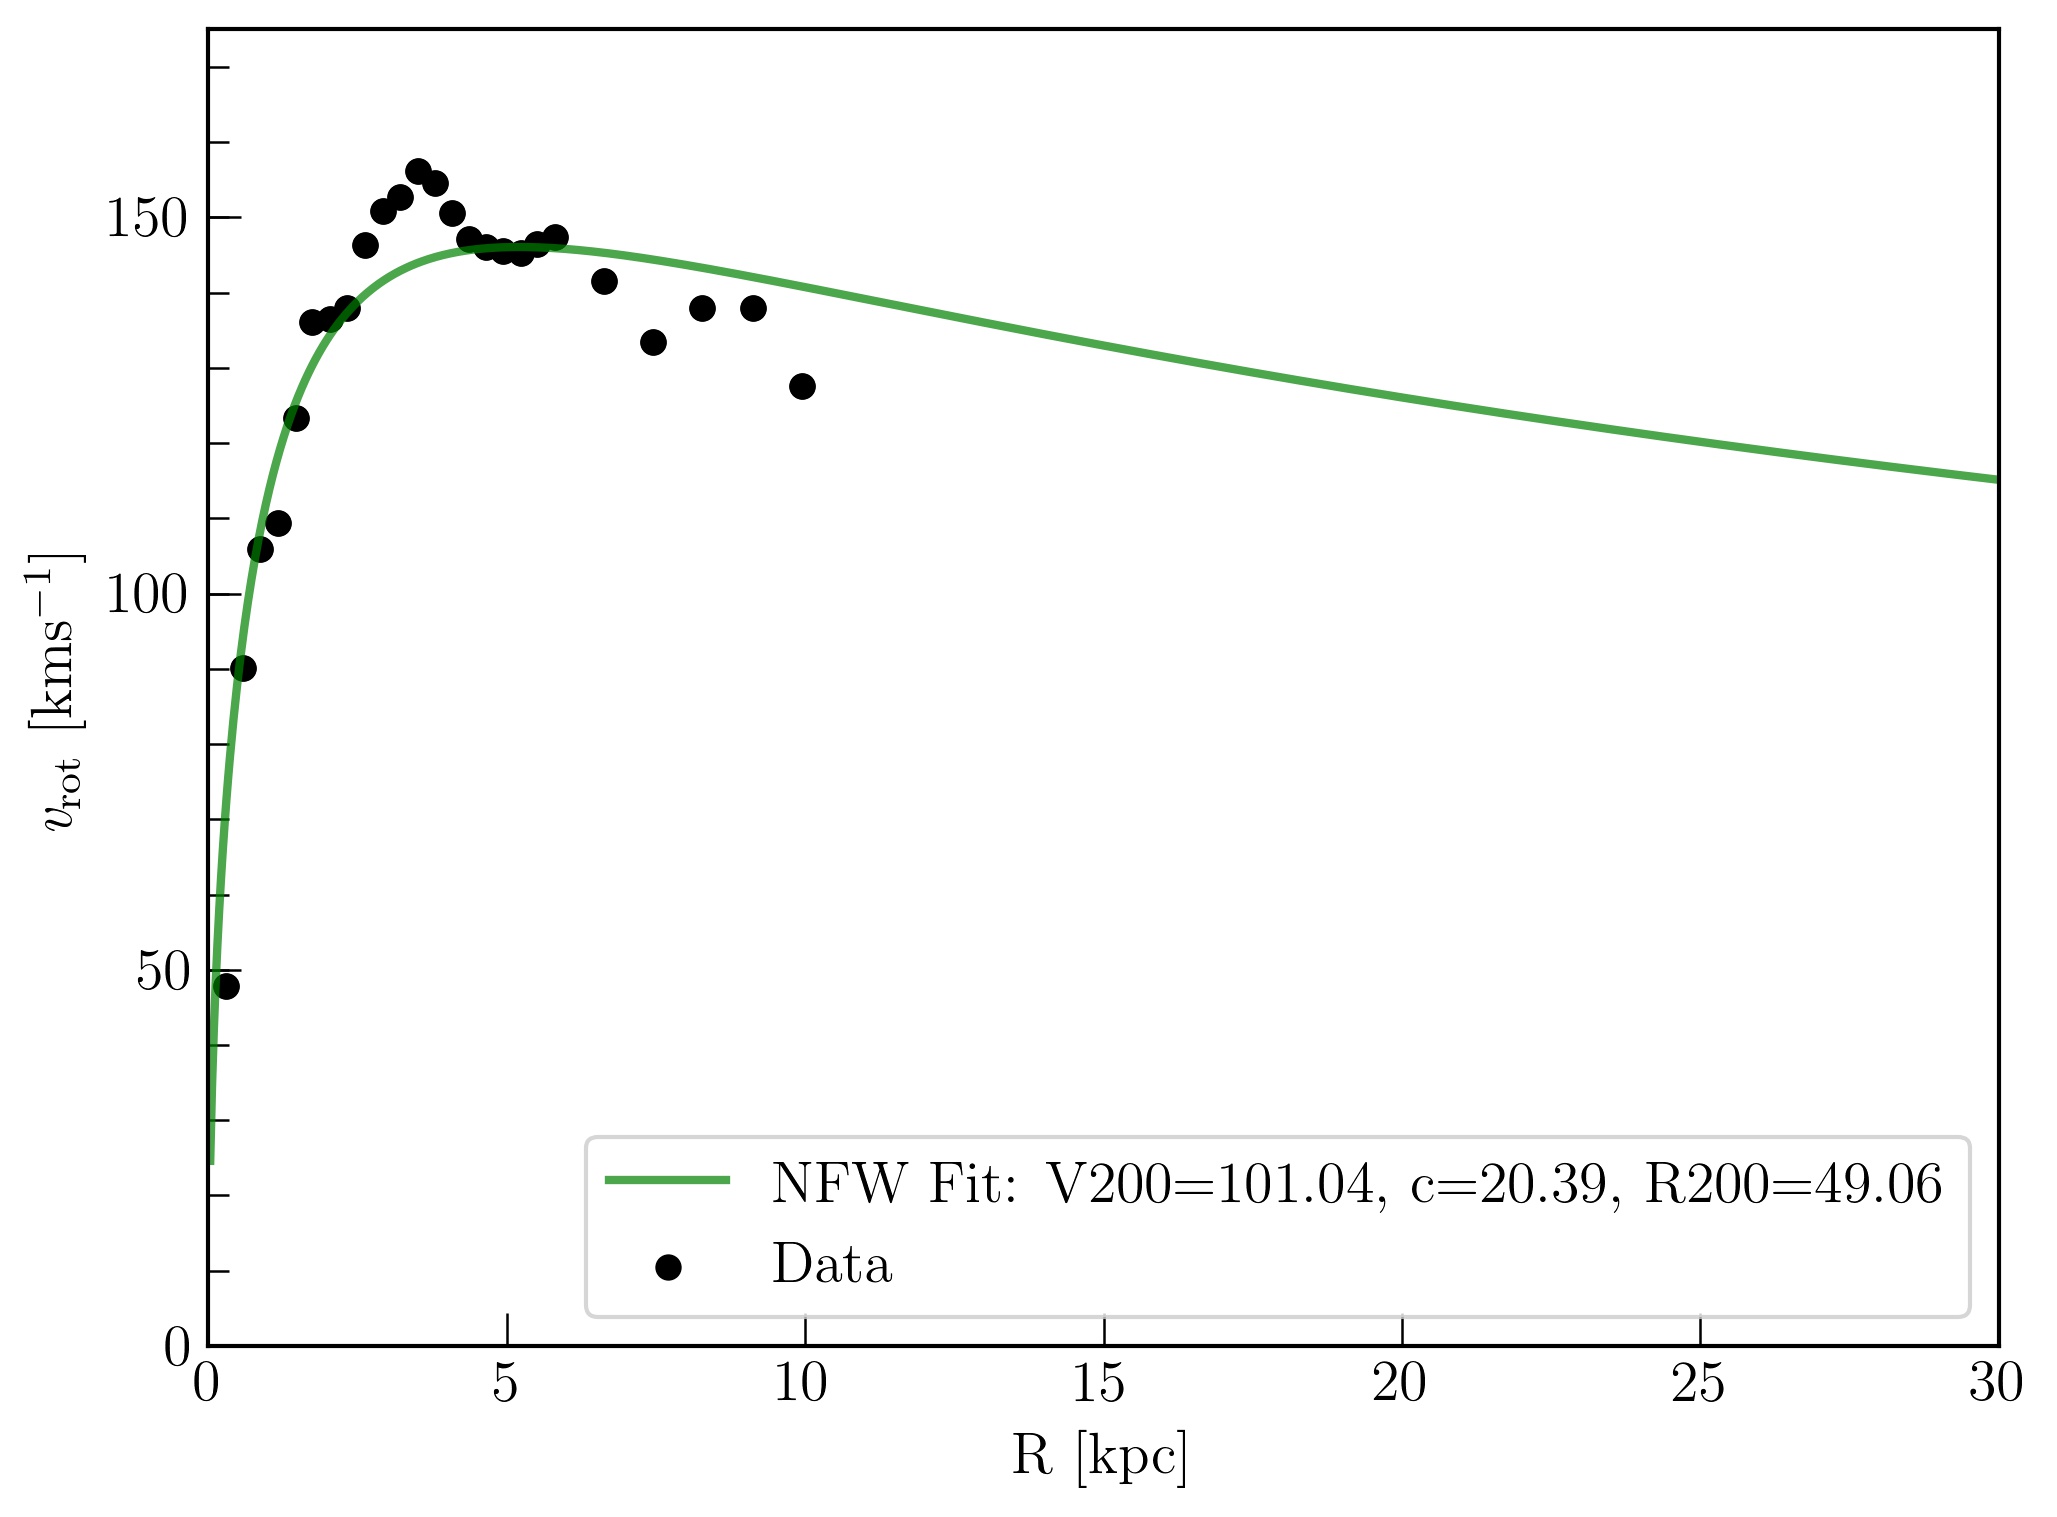 150
100
50
0
0 5 10 15 20 25 30
v_rot [kms⁻¹]
R [kpc]
NFW Fit: V200=101.04, c=20.39, R200=49.06
Data